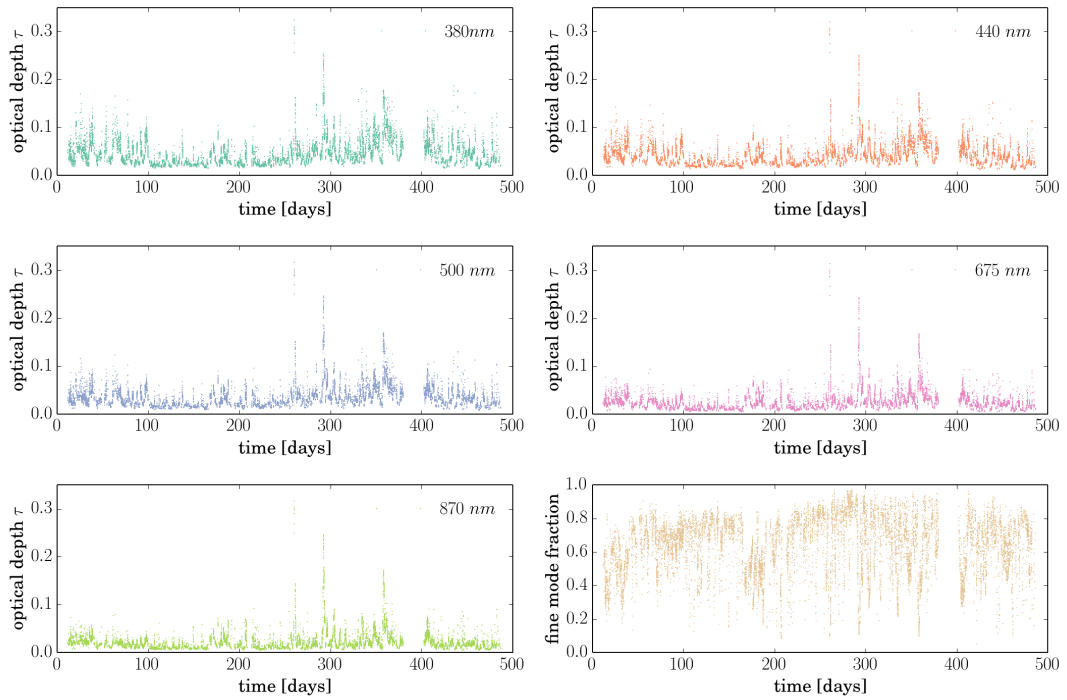 380nm
optical depth τ
0.3
0.2
0.1
0.0
0 100 200 300 400 500
time [days]
440 nm
optical depth τ
0.3
0.2
0.1
0.0
0 100 200 300 400 500
time [days]
500 nm
optical depth τ
0.3
0.2
0.1
0.0
0 100 200 300 400 500
time [days]
675 nm
optical depth τ
0.3
0.2
0.1
0.0
0 100 200 300 400 500
time [days]
870 nm
optical depth τ
0.3
0.2
0.1
0.0
0 100 200 300 400 500
time [days]
fine mode fraction
1.0
0.8
0.6
0.4
0.2
0.0
0 100 200 300 400 500
time [days]